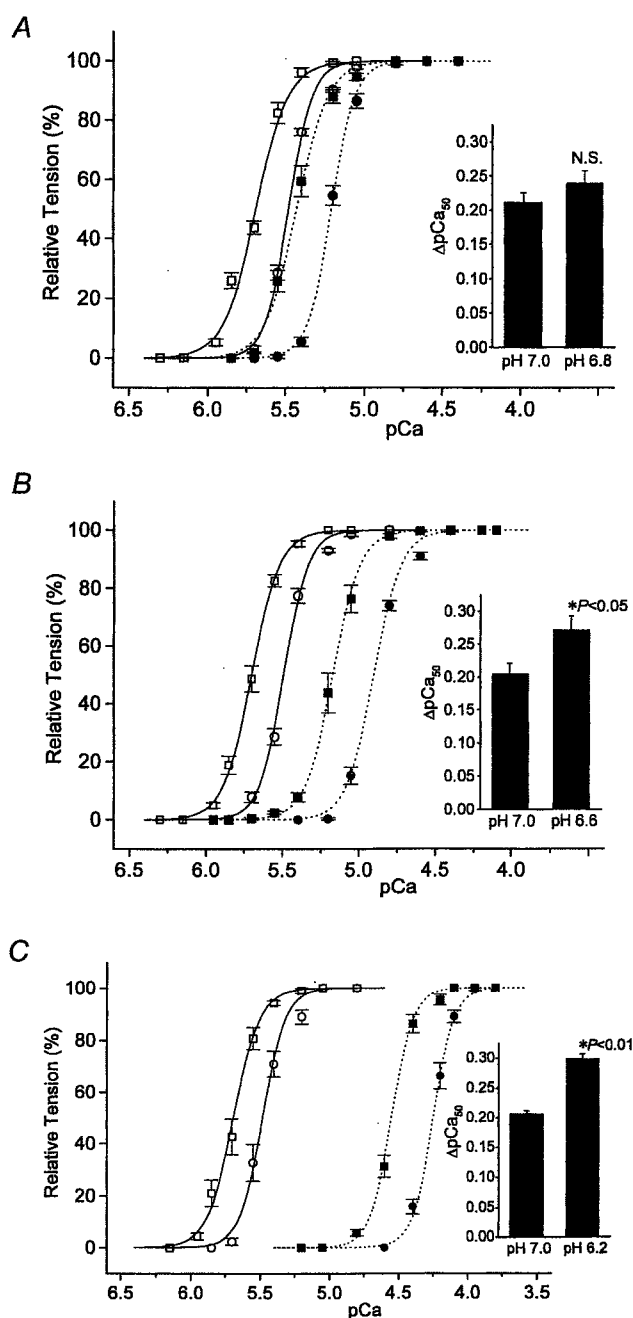 A
Relative Tension (%)
100
80
60
40
20
0
6.5 6.0 5.5 5.0 4.5 4.0
pCa
ΔpCa50
0.30
0.25
0.20
0.15
0.10
0.05
0.00
N.S.
pH 7.0 pH 6.8
B
Relative Tension (%)
100
80
60
40
20
0
6.5 6.0 5.5 5.0 4.5 4.0
pCa
ΔpCa50
0.30
0.25
0.20
0.15
0.10
0.05
0.00
*P<0.05
pH 7.0 pH 6.6
C
Relative Tension (%)
100
80
60
40
20
0
6.5 6.0 5.5 5.0 4.5 4.0 3.5
pCa
ΔpCa50
0.30
0.25
0.20
0.15
0.10
0.05
0.00
*P<0.01
pH 7.0 pH 6.2